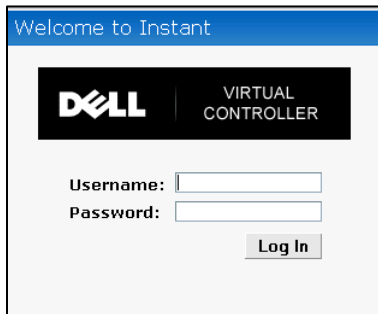 Welcome to Instant
DELL
VIRTUAL
CONTROLLER
Username:
Password:
Log In